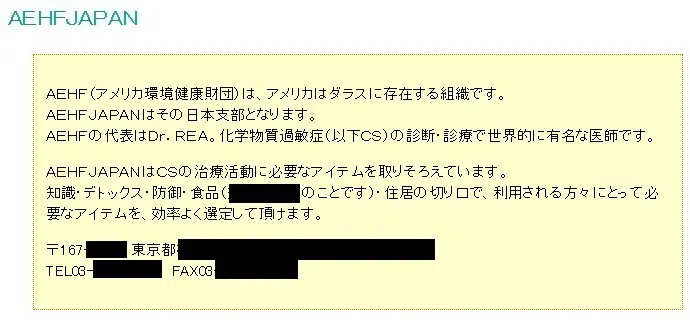 AEHFJAPAN
AEHF(アメリカ環境健康財団)は、アメリカはダラスに存在する組織です。
AEHFJAPANはその日本支部となります。
AEHFの代表はDr．REA。化学物質過敏症(以下CS)の診断・診療で世界的に有名な医師です。
AEHFJAPANはCSの治療活動に必要なアイテムを取りそろえています。
知識・デトックス・防御・食品(のことです)・住居の切り口で、利用される方々にとって必
要なアイテムを、効率よく選定して頂けます。
〒167- 東京都
TEL03- FAX03-